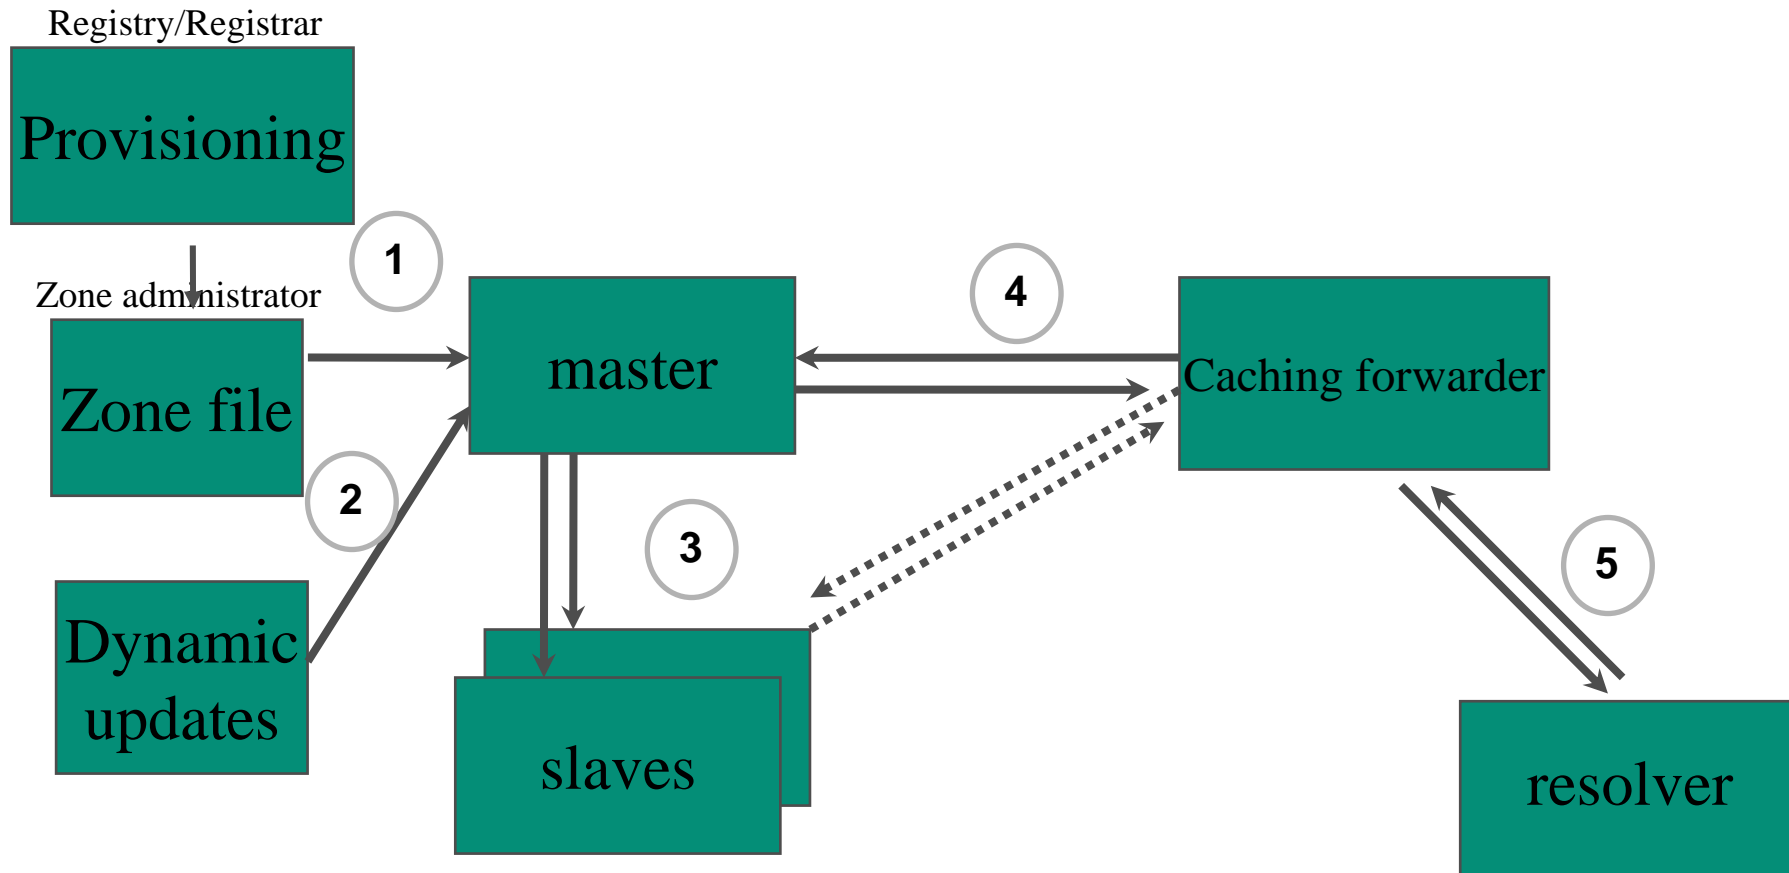 Registry/Registrar
Provisioning
1
Zone administrator
Zone file
master
4
Caching forwarder
2
3
5
Dynamic
updates
slaves
resolver